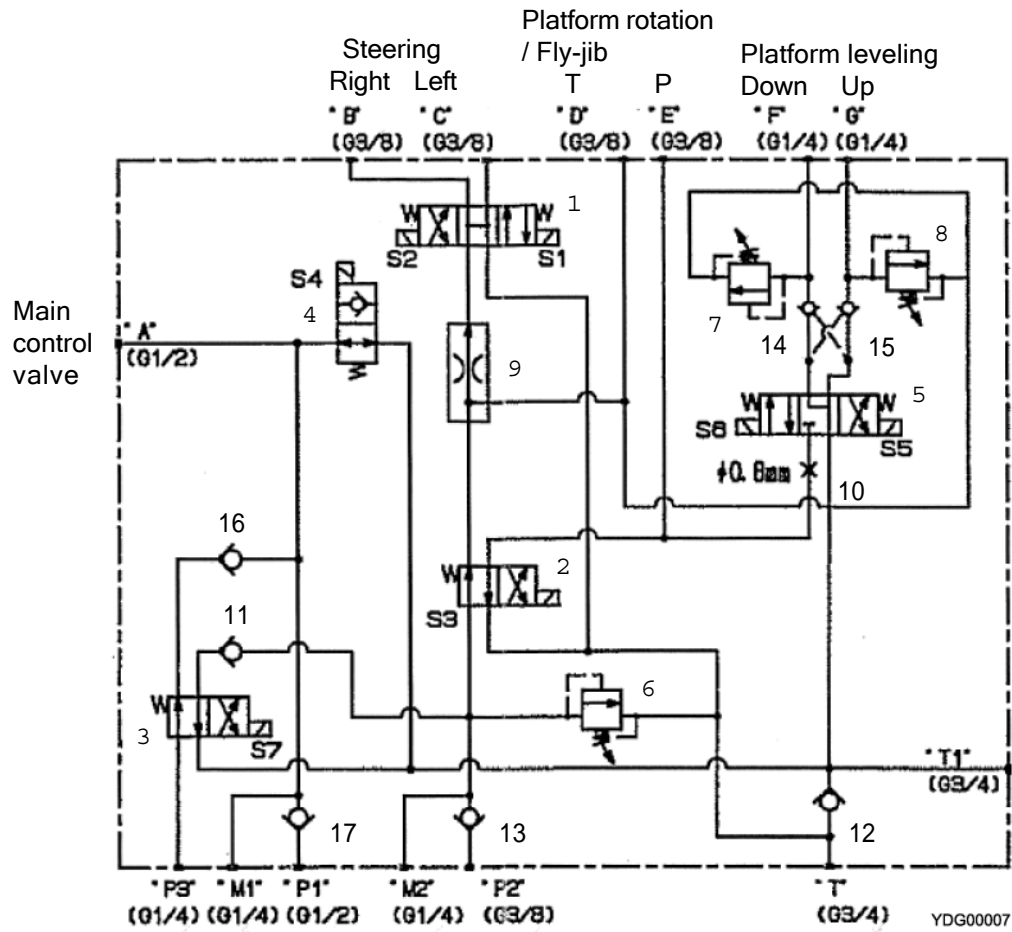 Platform rotation
/ Fly-jib
Steering
Platform leveling
Right Left T P Down Up
"B" "C" "D" "E" "F" "G"
(G3/8) (G3/8) (G3/8) (G3/8) (G1/4) (G1/4)
1
S2 S1
8
S4
4
7
Main
control
valve
"A"
(G1/2)
14 15
9
5
S6 S5
φ0.8mm
10
16
2
S3
11
6
3
S7
"T1"
(G3/4)
17 13 12
"P3" "M1" "P1" "M2" "P2" "T"
(G1/4) (G1/4) (G1/2) (G1/4) (G3/8) (G3/4)
YDG00007